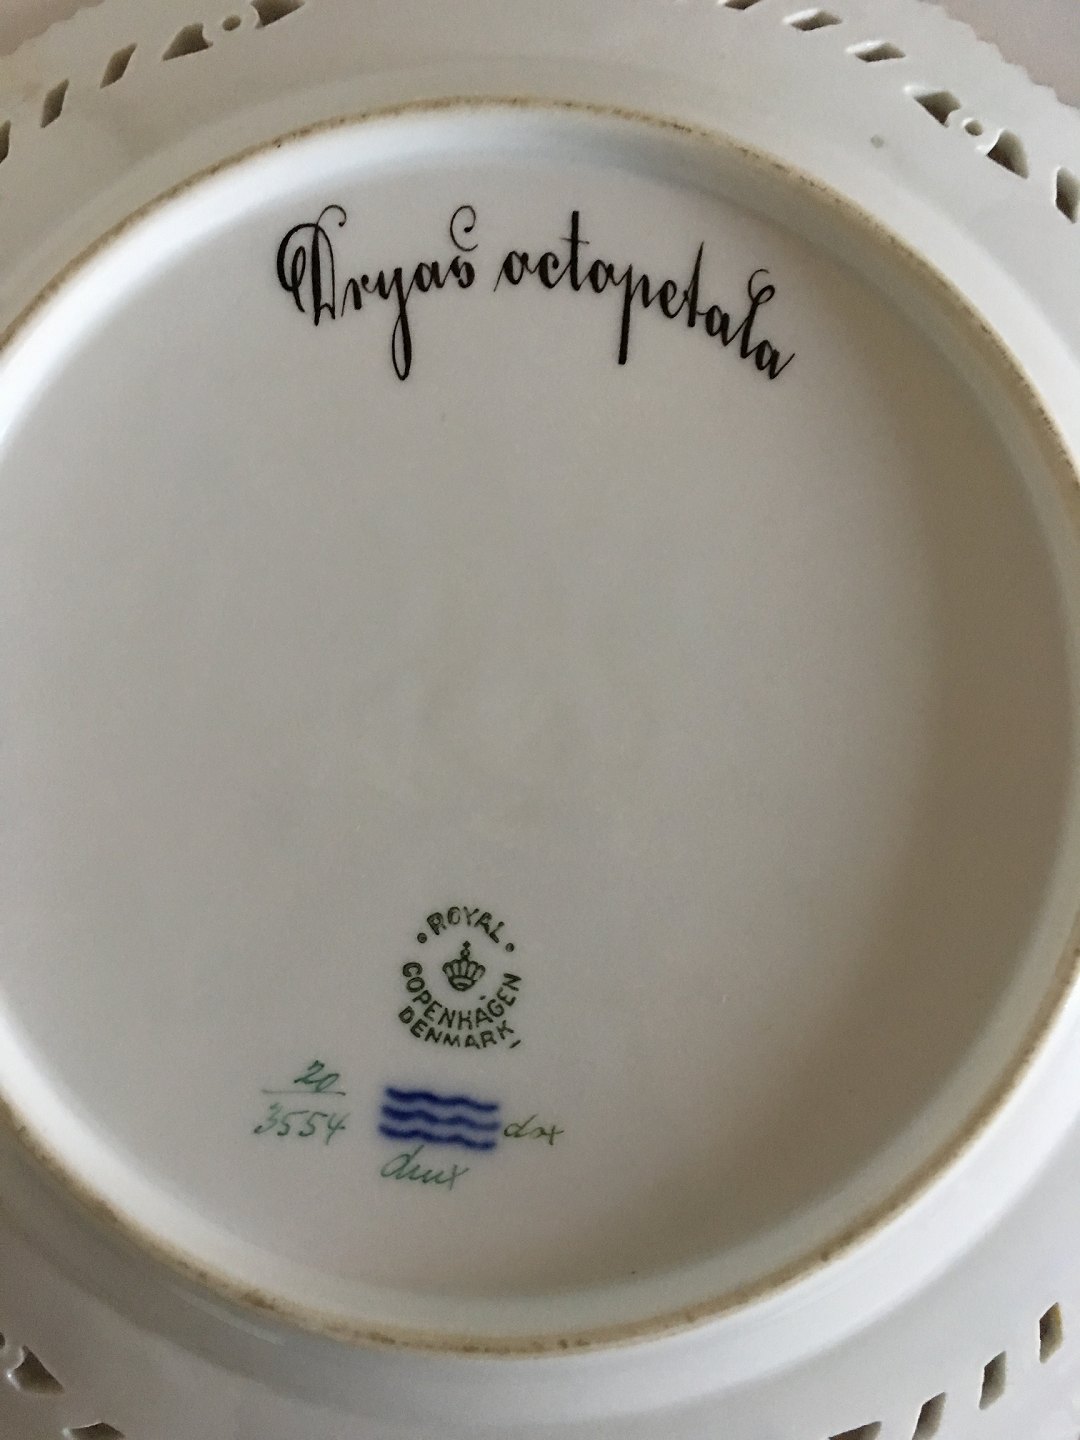 Dryas octopetala
ROYAL
COPENHAGEN
DENMARK
20
3554